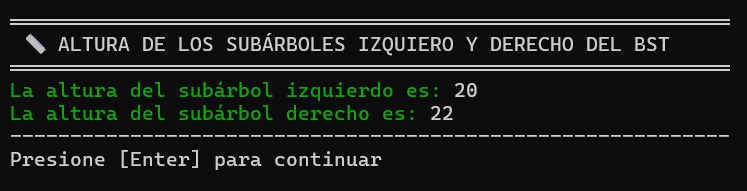 ALTURA DE LOS SUBÁRBOLES IZQUIERO Y DERECHO DEL BST
La altura del subárbol izquierdo es: 20
La altura del subárbol derecho es: 22
Presione [Enter] para continuar